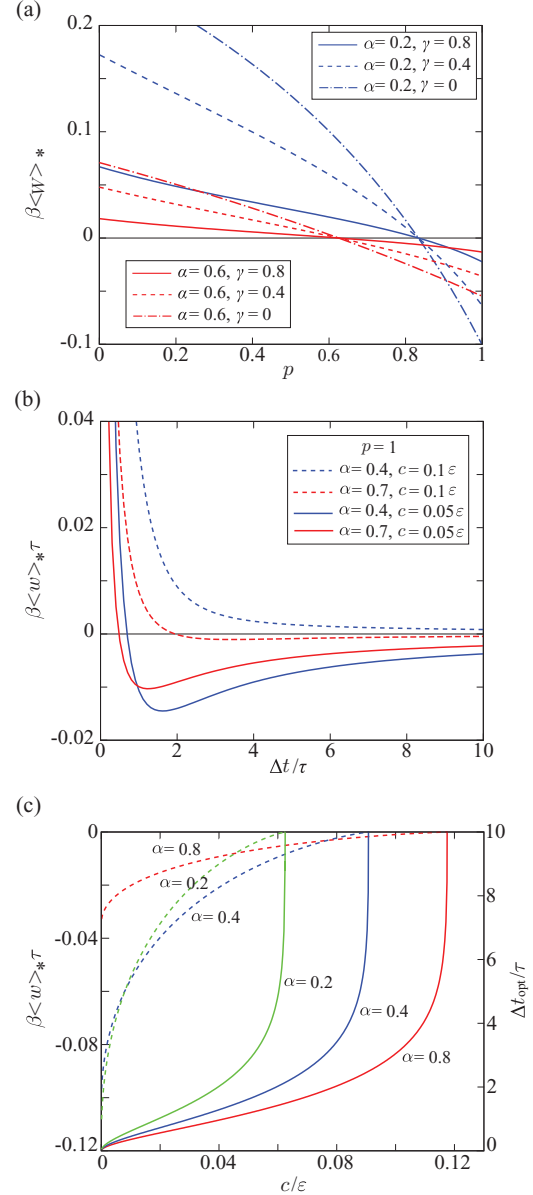 (a)
0.2
0.1
0
-0.1
β<W>*
α= 0.2, γ = 0.8
α= 0.2, γ = 0.4
α= 0.2, γ = 0
α = 0.6, γ = 0.8
α = 0.6, γ = 0.4
α = 0.6, γ = 0
0 0.2 0.4 0.6 0.8 1
p
(b)
0.04
0.02
0
-0.02
β<w>*τ
p = 1
α= 0.4, c = 0.1ε
α= 0.7, c = 0.1ε
α= 0.4, c = 0.05ε
α= 0.7, c = 0.05ε
0 2 4 6 8 10
Δt/τ
(c)
0
-0.04
-0.08
-0.12
β<w>*τ
α= 0.8
α= 0.2
α= 0.4
α= 0.2
α= 0.4
α= 0.8
10
8
6
4
2
0
Δtopt/τ
0 0.04 0.08 0.12
c/ε